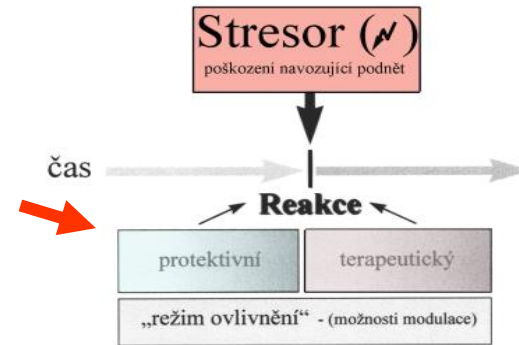 Stresor ( )
poškození navozující podnět
čas
Reakce
protektivní terapeutický
„režim ovlivnění“ - (možnosti modulace)